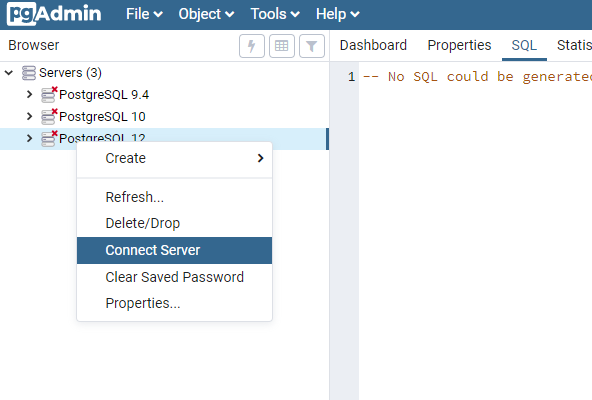 pgAdmin File Object Tools Help
Browser
Dashboard Properties SQL Statis
Servers (3)
PostgreSQL 9.4
PostgreSQL 10
PostgreSQL 12
1 -- No SQL could be generated
Create
Refresh...
Delete/Drop
Connect Server
Clear Saved Password
Properties...